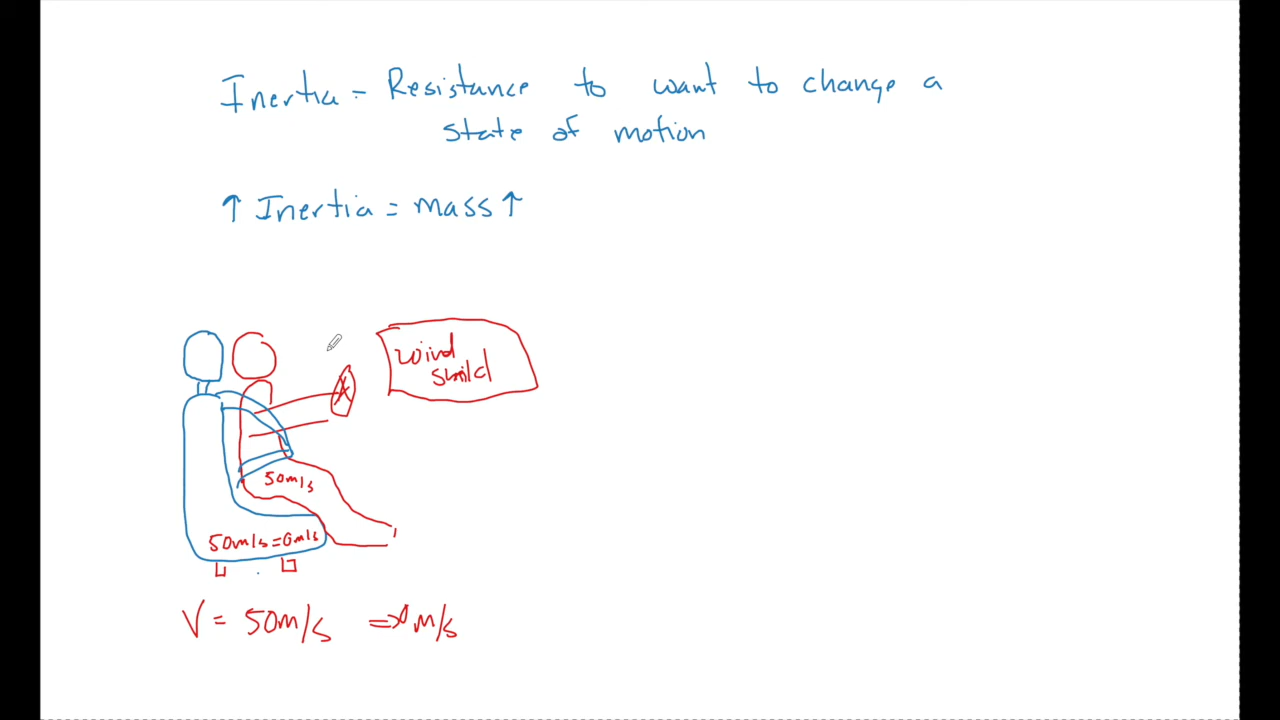 Inertia = Resistance to want to change a
state of motion
↑ Inertia = mass ↑
Wind
Shield
50m/s
50m/s = 0m/s
V = 50m/s => 0m/s